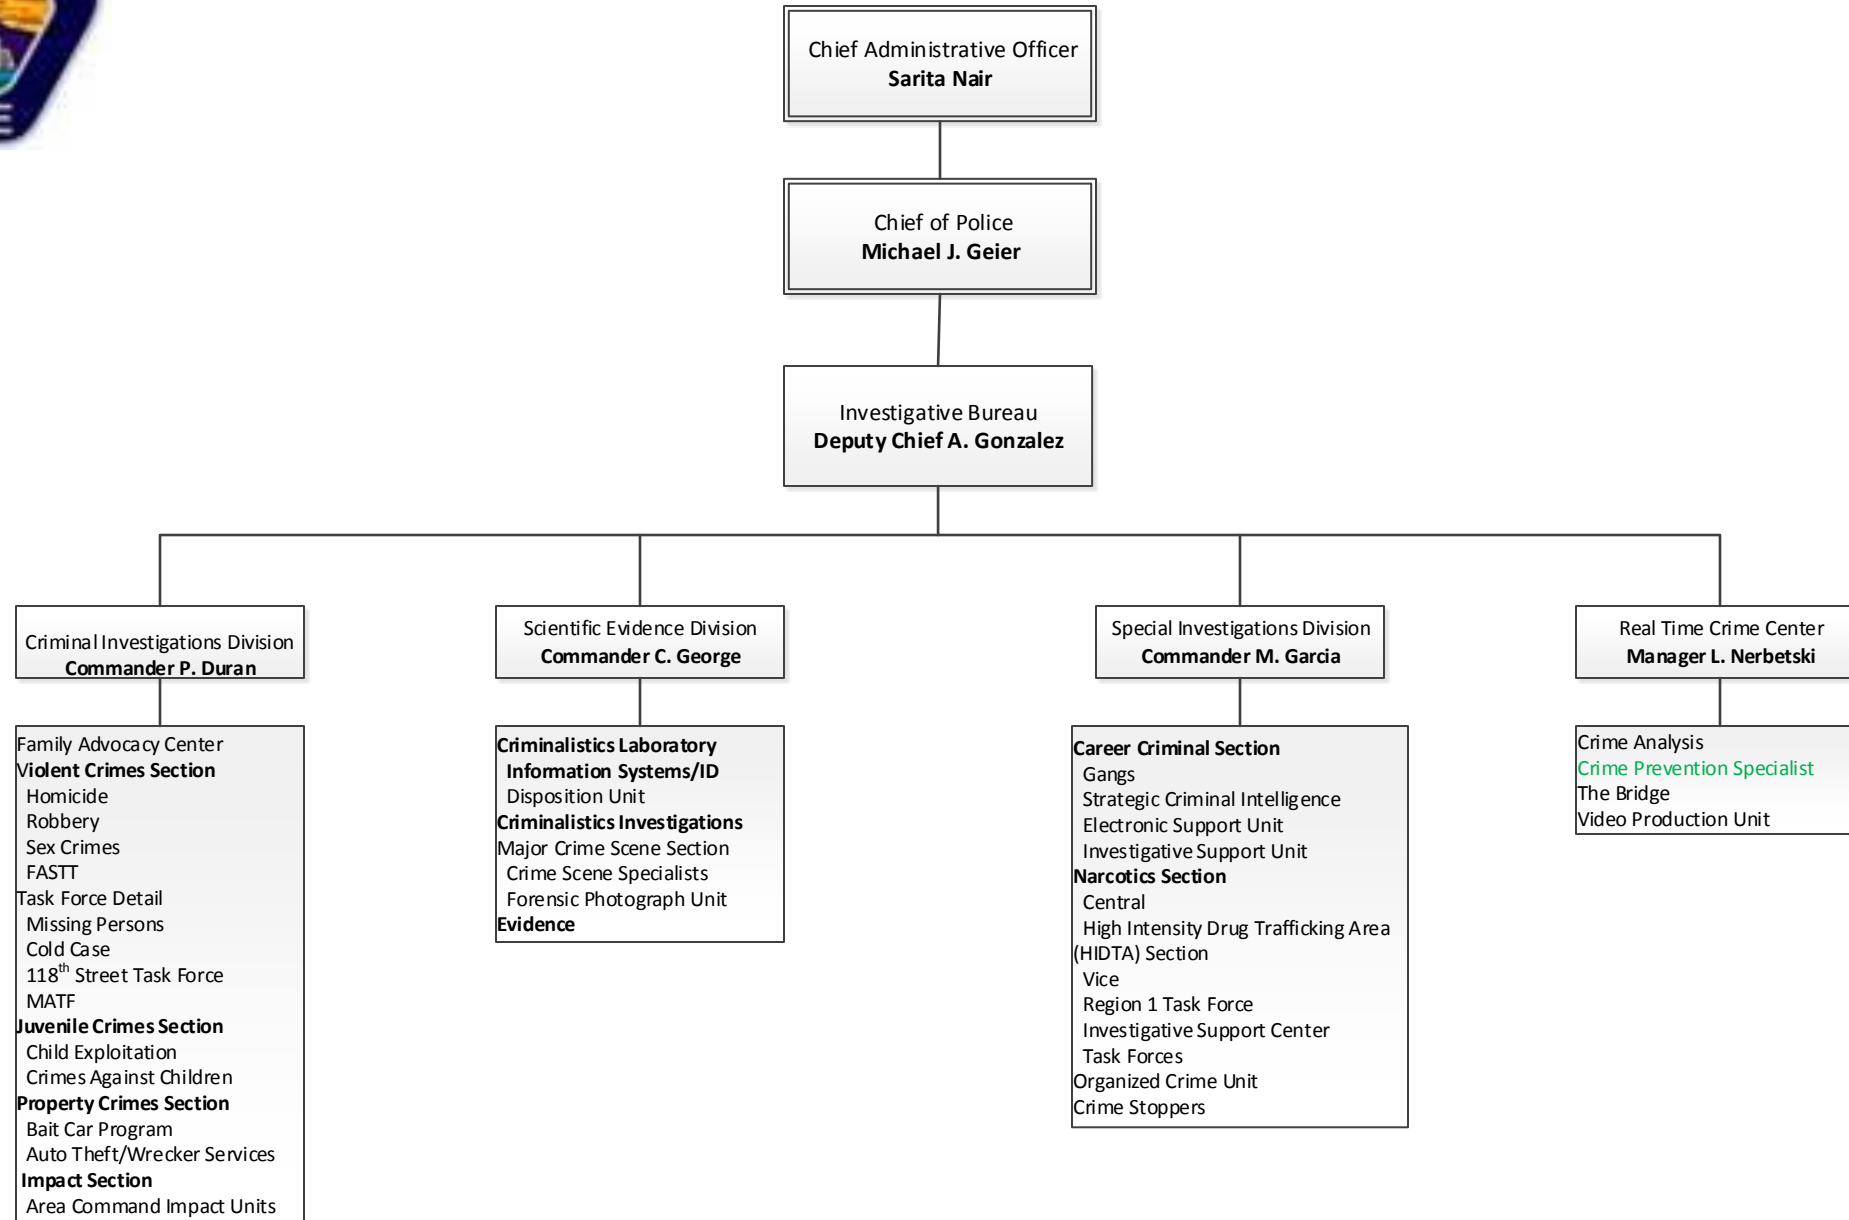 Chief Administrative Officer
Sarita Nair
Chief of Police
Michael J. Geier
Investigative Bureau
Deputy Chief A. Gonzalez
Criminal Investigations Division
Commander P. Duran
Family Advocacy Center
Violent Crimes Section
Homicide
Robbery
Sex Crimes
FASTT
Task Force Detail
Missing Persons
Cold Case
118th Street Task Force
MATF
Juvenile Crimes Section
Child Exploitation
Crimes Against Children
Property Crimes Section
Bait Car Program
Auto Theft/Wrecker Services
Impact Section
Area Command Impact Units
Scientific Evidence Division
Commander C. George
Criminalistics Laboratory
Information Systems/ID
Disposition Unit
Criminalistics Investigations
Major Crime Scene Section
Crime Scene Specialists
Forensic Photograph Unit
Evidence
Special Investigations Division
Commander M. Garcia
Career Criminal Section
Gangs
Strategic Criminal Intelligence
Electronic Support Unit
Investigative Support Unit
Narcotics Section
Central
High Intensity Drug Trafficking Area
(HIDTA) Section
Vice
Region 1 Task Force
Investigative Support Center
Task Forces
Organized Crime Unit
Crime Stoppers
Real Time Crime Center
Manager L. Nerbetski
Crime Analysis
Crime Prevention Specialist
The Bridge
Video Production Unit